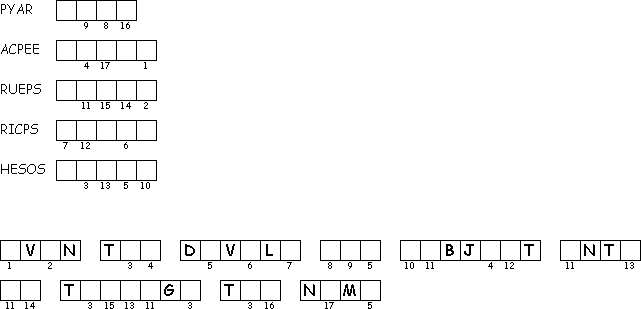 PYAR
9 8 16
ACPEE
4 17 1
RUEPS
11 15 14 2
RICPS
7 12 6
HESOS
3 13 5 10
V N T D V L B J T N T
1 2 3 4 5 6 7 8 9 5 10 11 4 12 11 13
T G T N M
11 14 3 15 13 11 3 3 16 17 5